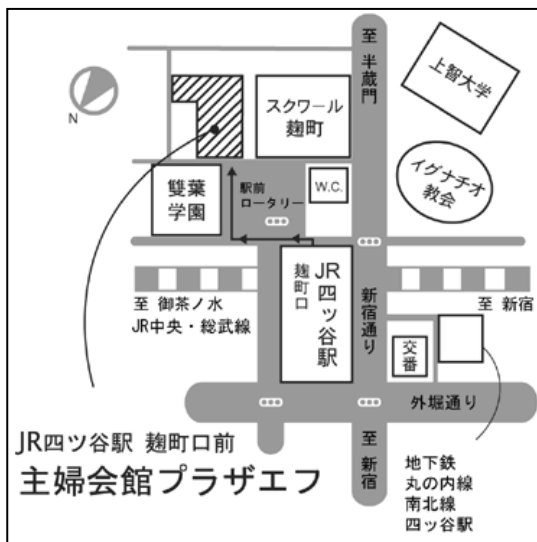 至 半蔵門
上智大学
N
スクワール
麹町
イグナチオ
教会
雙葉
学園
駅前
ロータリー
W.C.
JR四ッ谷駅
麹町口
新宿通り
至 御茶ノ水
JR中央・総武線
至 新宿
交番
外堀通り
至 新宿
JR四ツ谷駅 麹町口前
主婦会館プラザエフ
地下鉄
丸の内線
南北線
四ッ谷駅